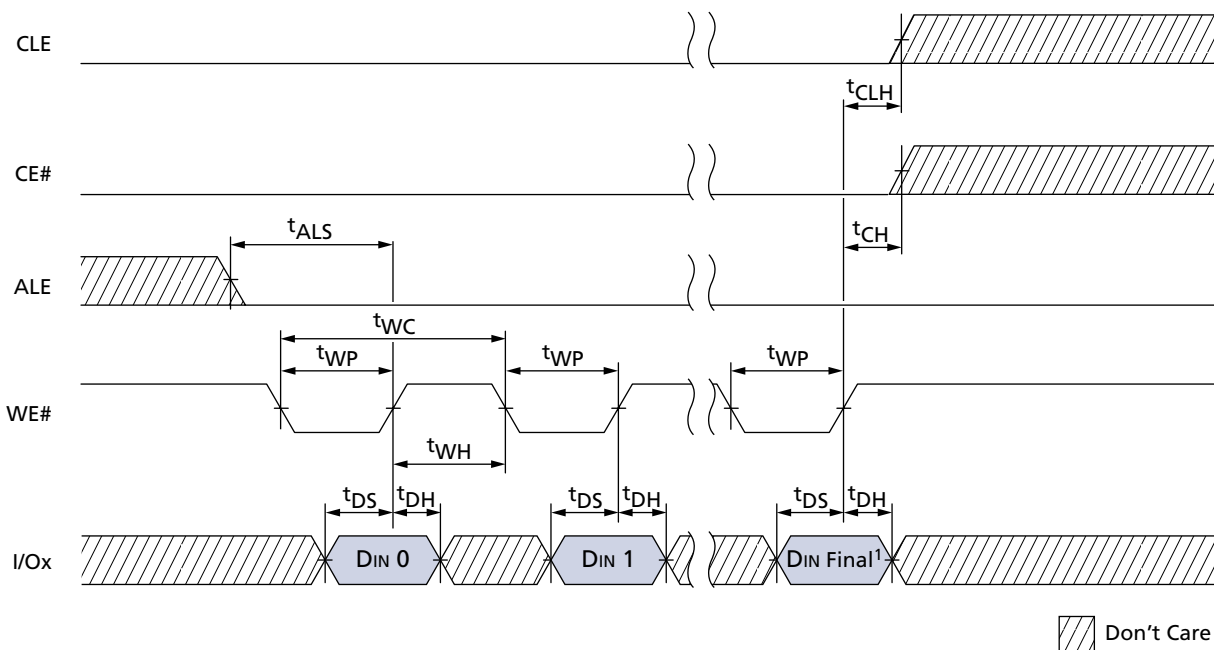 CLE
tCLH
CE#
tCH
tALS
ALE
tWC
tWP
tWP
tWP
WE#
tWH
tDS
tDH
tDS
tDH
tDS
tDH
I/Ox
DIN 0
DIN 1
DIN Final¹
Don't Care